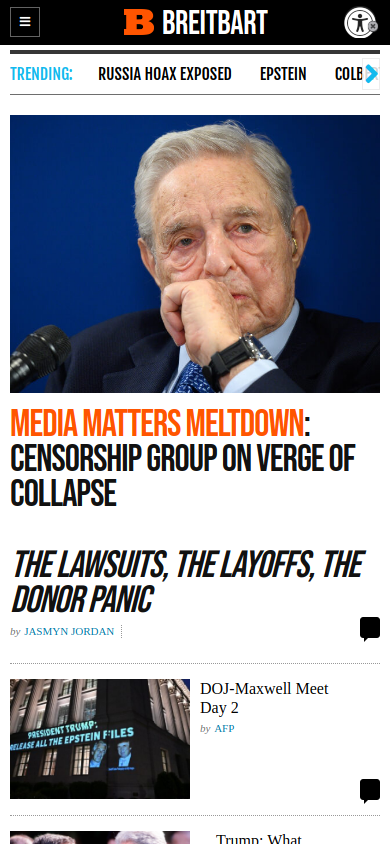 BREITBART
TRENDING: RUSSIA HOAX EXPOSED EPSTEIN COLB
MEDIA MATTERS MELTDOWN:
CENSORSHIP GROUP ON VERGE OF
COLLAPSE
THE LAWSUITS, THE LAYOFFS, THE
DONOR PANIC
by JASMYN JORDAN
DOJ-Maxwell Meet
Day 2
by AFP
PRESIDENT TRUMP:
RELEASE ALL THE EPSTEIN FILES
Trump: What